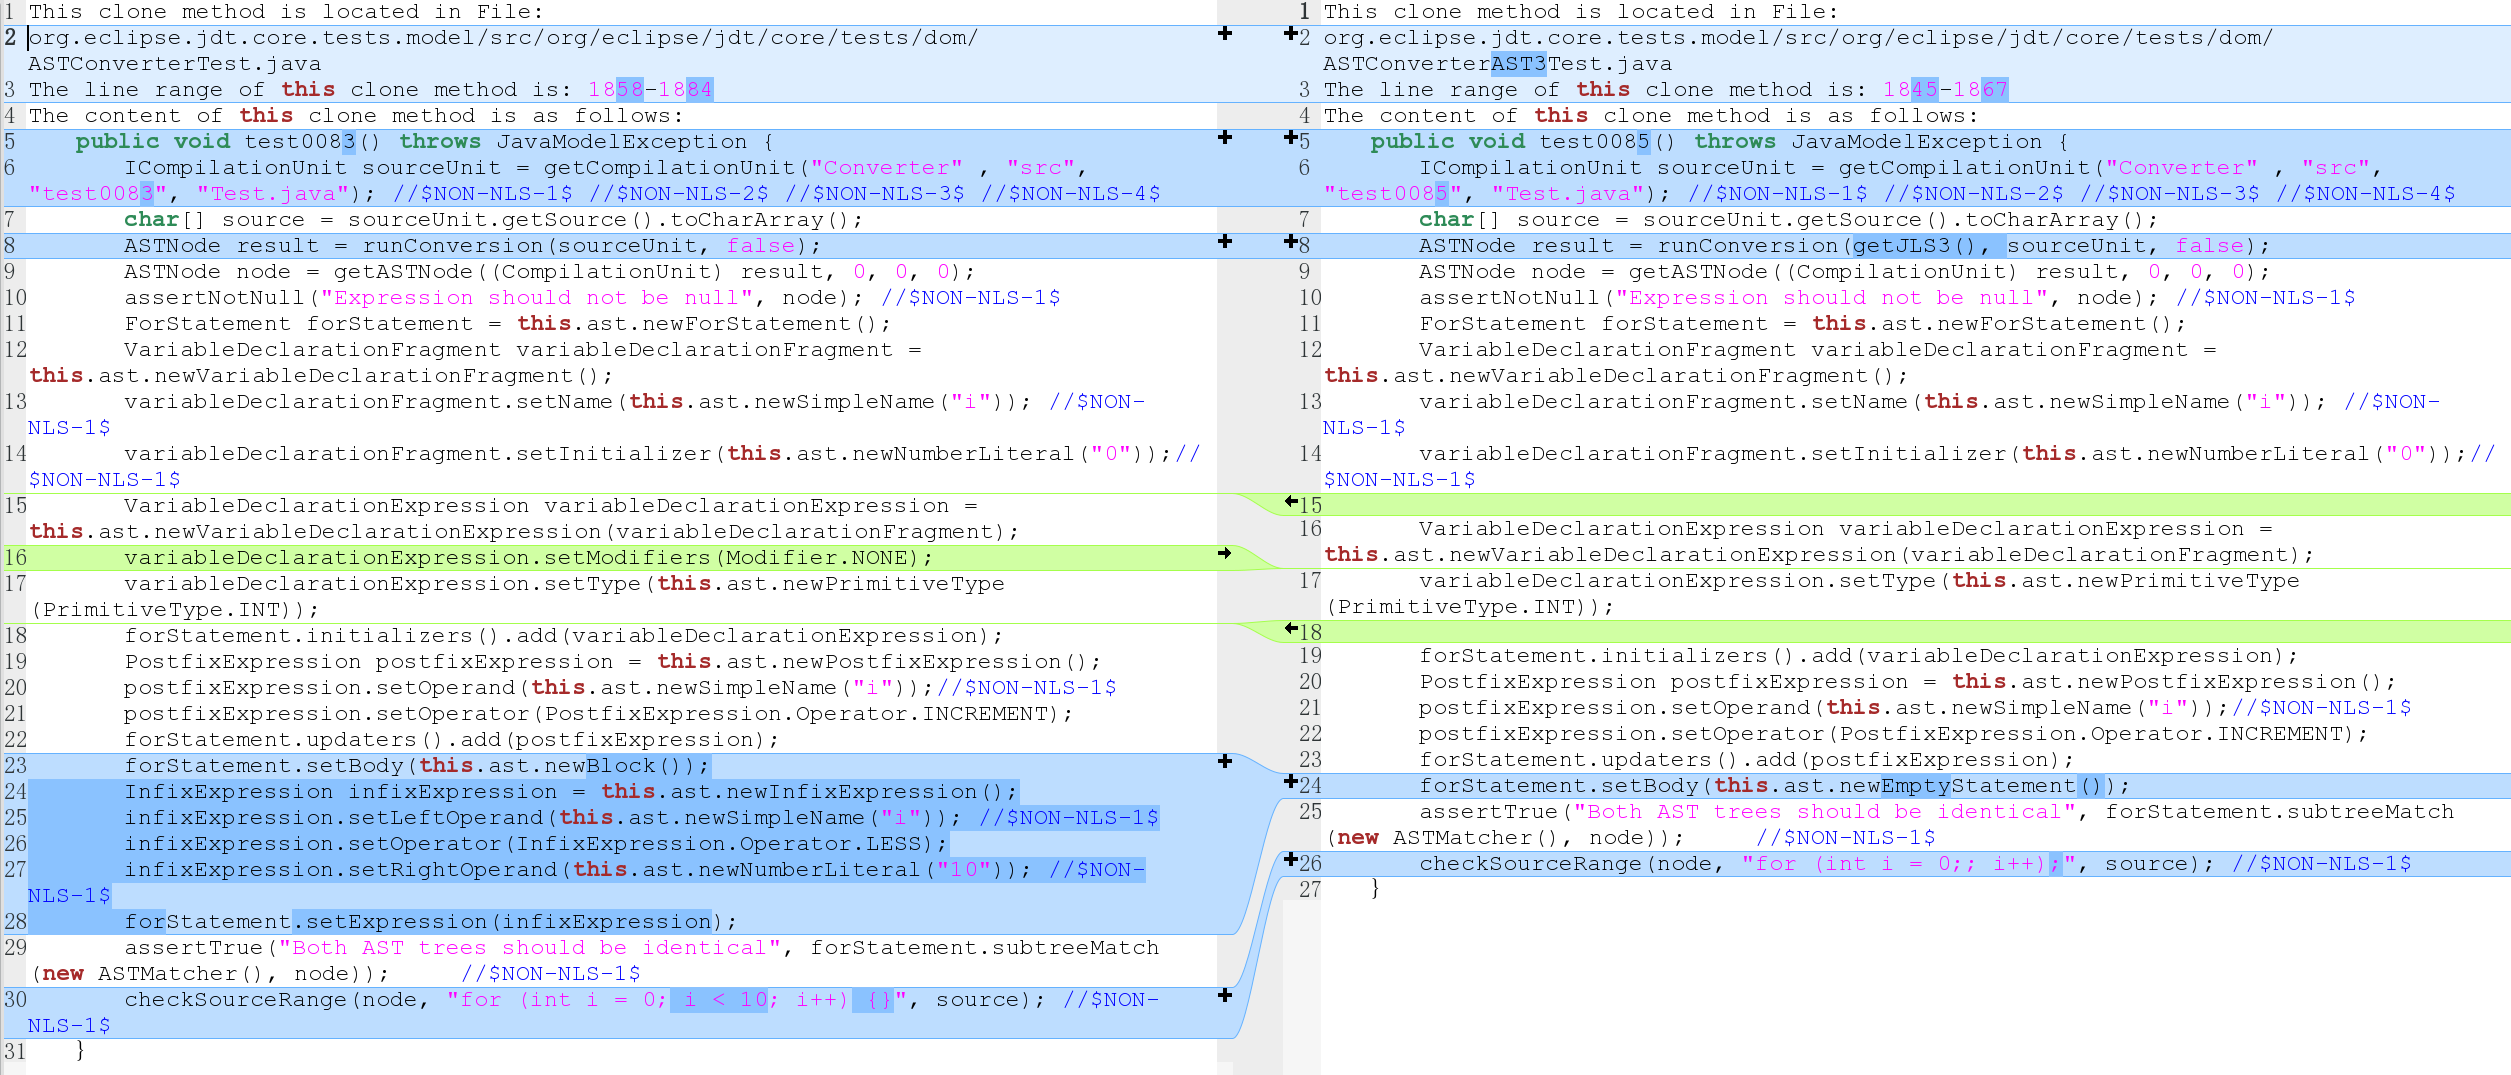 1 This clone method is located in File:
2 org.eclipse.jdt.core.tests.model/src/org/eclipse/jdt/core/tests/dom/
ASTConverterTest.java
3 The line range of this clone method is: 1858-1884
4 The content of this clone method is as follows:
5 public void test0083() throws JavaModelException {
6 ICompilationUnit sourceUnit = getCompilationUnit("Converter" , "src",
"test0083", "Test.java"); //$NON-NLS-1$ //$NON-NLS-2$ //$NON-NLS-3$ //$NON-NLS-4$
7 char[] source = sourceUnit.getSource().toCharArray();
8 ASTNode result = runConversion(sourceUnit, false);
9 ASTNode node = getASTNode((CompilationUnit) result, 0, 0, 0);
10 assertNotNull("Expression should not be null", node); //$NON-NLS-1$
11 ForStatement forStatement = this.ast.newForStatement();
12 VariableDeclarationFragment variableDeclarationFragment =
this.ast.newVariableDeclarationFragment();
13 variableDeclarationFragment.setName(this.ast.newSimpleName("i")); //$NON-
NLS-1$
14 variableDeclarationFragment.setInitializer(this.ast.newNumberLiteral("0"));//
$NON-NLS-1$
15 VariableDeclarationExpression variableDeclarationExpression =
this.ast.newVariableDeclarationExpression(variableDeclarationFragment);
16 variableDeclarationExpression.setModifiers(Modifier.NONE);
17 variableDeclarationExpression.setType(this.ast.newPrimitiveType
(PrimitiveType.INT));
18 forStatement.initializers().add(variableDeclarationExpression);
19 PostfixExpression postfixExpression = this.ast.newPostfixExpression();
20 postfixExpression.setOperand(this.ast.newSimpleName("i"));//$NON-NLS-1$
21 postfixExpression.setOperator(PostfixExpression.Operator.INCREMENT);
22 forStatement.updaters().add(postfixExpression);
23 forStatement.setBody(this.ast.newBlock());
24 InfixExpression infixExpression = this.ast.newInfixExpression();
25 infixExpression.setLeftOperand(this.ast.newSimpleName("i")); //$NON-NLS-1$
26 infixExpression.setOperator(InfixExpression.Operator.LESS);
27 infixExpression.setRightOperand(this.ast.newNumberLiteral("10")); //$NON-
NLS-1$
28 forStatement.setExpression(infixExpression);
29 assertTrue("Both AST trees should be identical", forStatement.subtreeMatch
(new ASTMatcher(), node)); //$NON-NLS-1$
30 checkSourceRange(node, "for (int i = 0; i < 10; i++) {}", source); //$NON-
NLS-1$
31 }
1 This clone method is located in File:
2 org.eclipse.jdt.core.tests.model/src/org/eclipse/jdt/core/tests/dom/
ASTConverterAST3Test.java
3 The line range of this clone method is: 1845-1867
4 The content of this clone method is as follows:
5 public void test0085() throws JavaModelException {
6 ICompilationUnit sourceUnit = getCompilationUnit("Converter" , "src",
"test0085", "Test.java"); //$NON-NLS-1$ //$NON-NLS-2$ //$NON-NLS-3$ //$NON-NLS-4$
7 char[] source = sourceUnit.getSource().toCharArray();
8 ASTNode result = runConversion(getJLS3(), sourceUnit, false);
9 ASTNode node = getASTNode((CompilationUnit) result, 0, 0, 0);
10 assertNotNull("Expression should not be null", node); //$NON-NLS-1$
11 ForStatement forStatement = this.ast.newForStatement();
12 VariableDeclarationFragment variableDeclarationFragment =
this.ast.newVariableDeclarationFragment();
13 variableDeclarationFragment.setName(this.ast.newSimpleName("i")); //$NON-
NLS-1$
14 variableDeclarationFragment.setInitializer(this.ast.newNumberLiteral("0"));//
$NON-NLS-1$
15
16 VariableDeclarationExpression variableDeclarationExpression =
this.ast.newVariableDeclarationExpression(variableDeclarationFragment);
17 variableDeclarationExpression.setType(this.ast.newPrimitiveType
(PrimitiveType.INT));
18
19 forStatement.initializers().add(variableDeclarationExpression);
20 PostfixExpression postfixExpression = this.ast.newPostfixExpression();
21 postfixExpression.setOperand(this.ast.newSimpleName("i"));//$NON-NLS-1$
22 postfixExpression.setOperator(PostfixExpression.Operator.INCREMENT);
23 forStatement.updaters().add(postfixExpression);
24 forStatement.setBody(this.ast.newEmptyStatement());
25 assertTrue("Both AST trees should be identical", forStatement.subtreeMatch
(new ASTMatcher(), node)); //$NON-NLS-1$
26 checkSourceRange(node, "for (int i = 0;; i++);", source); //$NON-NLS-1$
27 }